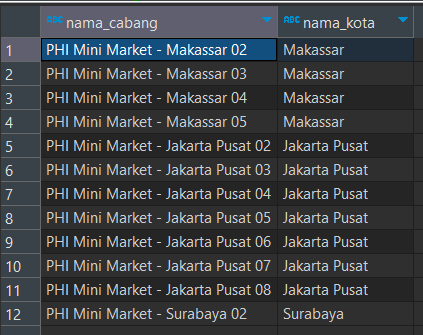 ABC nama_cabang ABC nama_kota
1 PHI Mini Market - Makassar 02 Makassar
2 PHI Mini Market - Makassar 03 Makassar
3 PHI Mini Market - Makassar 04 Makassar
4 PHI Mini Market - Makassar 05 Makassar
5 PHI Mini Market - Jakarta Pusat 02 Jakarta Pusat
6 PHI Mini Market - Jakarta Pusat 03 Jakarta Pusat
7 PHI Mini Market - Jakarta Pusat 04 Jakarta Pusat
8 PHI Mini Market - Jakarta Pusat 05 Jakarta Pusat
9 PHI Mini Market - Jakarta Pusat 06 Jakarta Pusat
10 PHI Mini Market - Jakarta Pusat 07 Jakarta Pusat
11 PHI Mini Market - Jakarta Pusat 08 Jakarta Pusat
12 PHI Mini Market - Surabaya 02 Surabaya